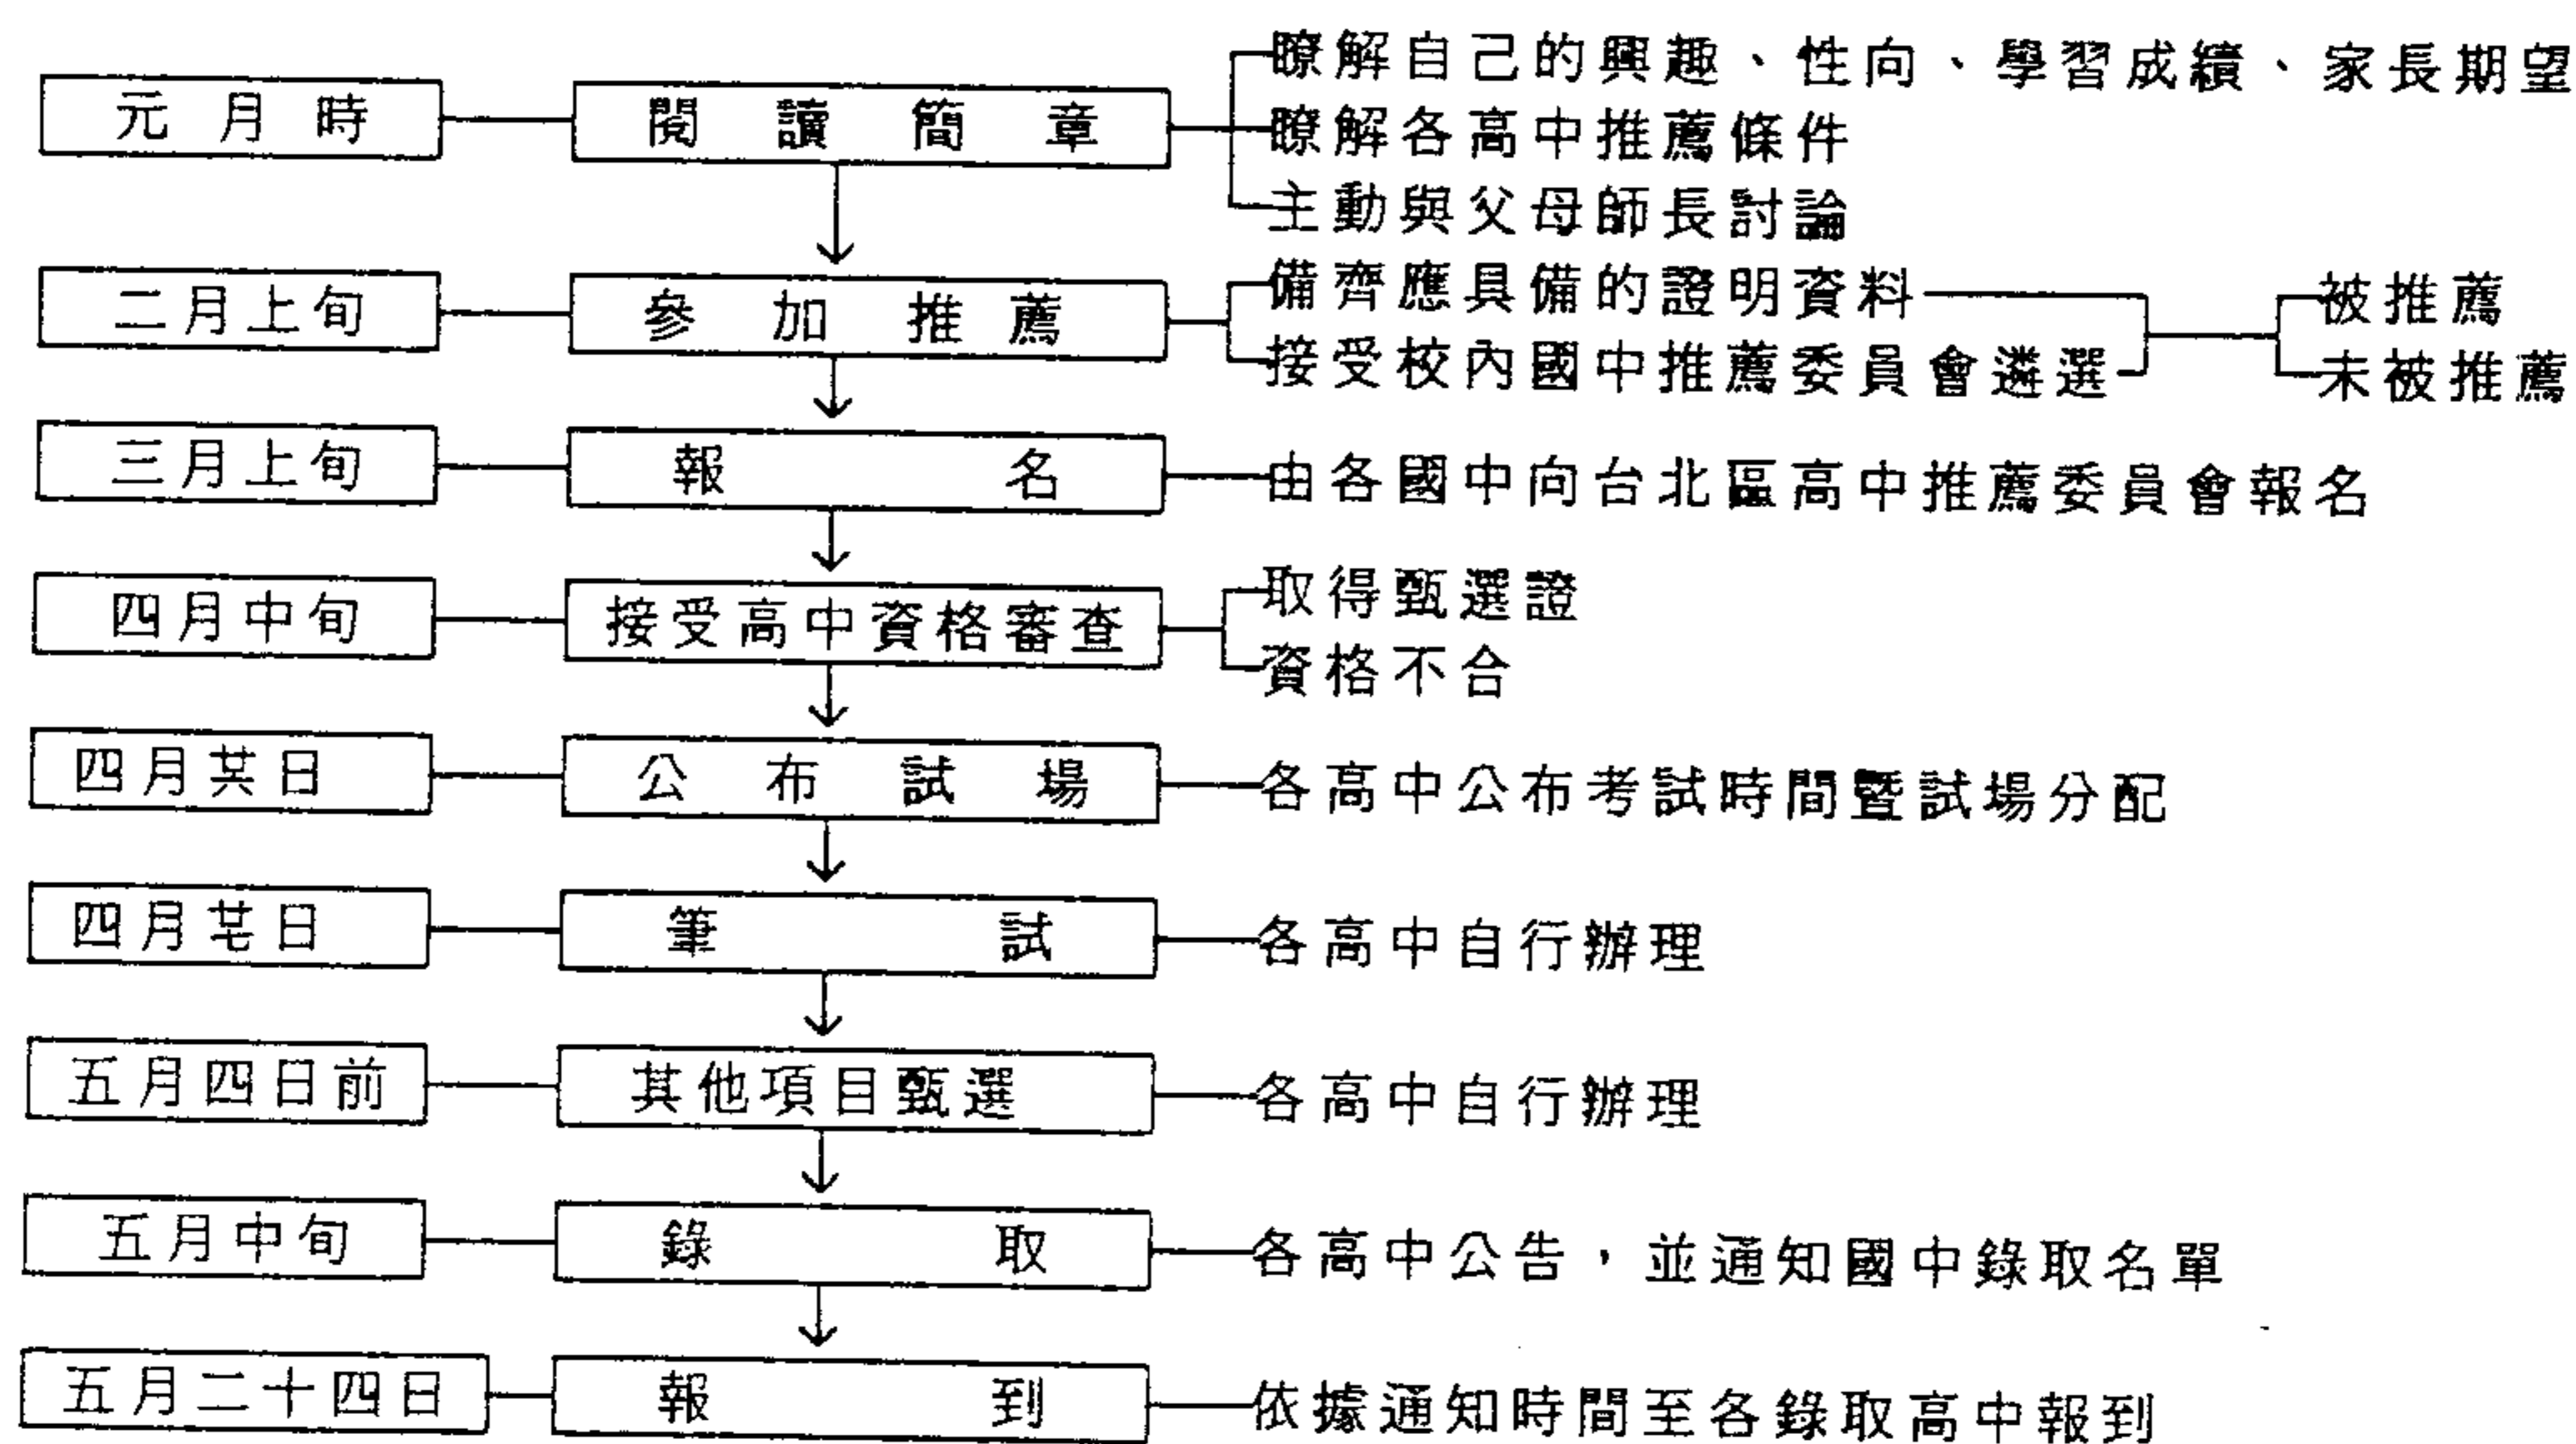 元月時
閱讀簡章
瞭解自己的興趣、性向、學習成績、家長期望
瞭解各高中推薦條件
主動與父母師長討論
二月上旬
參加推薦
備齊應具備的證明資料
接受校內國中推薦委員會遴選
被推薦
未被推薦
三月上旬
報名
由各國中向台北區高中推薦委員會報名
四月中旬
接受高中資格審查
取得甄選證
資格不合
四月廿六日
公布試場
各高中公布考試時間暨試場分配
四月廿七日
筆試
各高中自行辦理
五月四日前
其他項目甄選
各高中自行辦理
五月中旬
錄取
各高中公告，並通知國中錄取名單
五月二十四日
報到
依據通知時間至各錄取高中報到